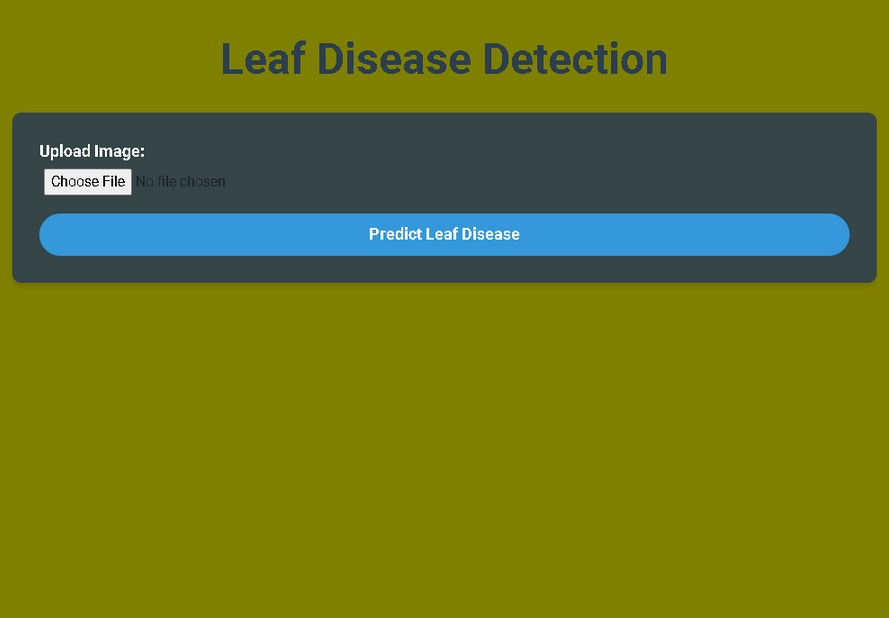 Leaf Disease Detection
Upload Image:
Choose File No file chosen
Predict Leaf Disease